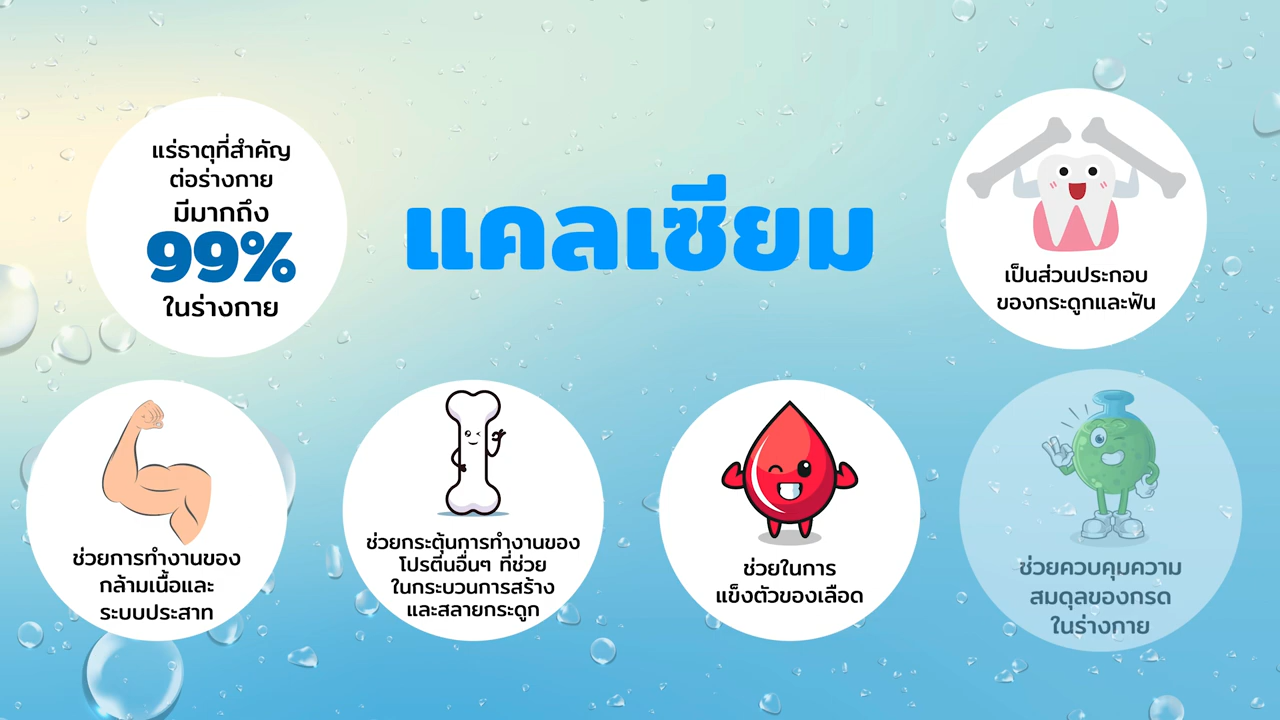 แร่ธาตุที่สำคัญ
ต่อร่างกาย
มีมากถึง
99%
ในร่างกาย
แคลเซียม
เป็นส่วนประกอบ
ของกระดูกและฟัน
ช่วยการทำงานของ
กล้ามเนื้อและ
ระบบประสาท
ช่วยกระตุ้นการทำงานของ
โปรตีนอื่นๆ ที่ช่วย
ในกระบวนการสร้าง
และสลายกระดูก
ช่วยในการ
แข็งตัวของเลือด
ช่วยควบคุมความ
สมดุลของกรด
ในร่างกาย